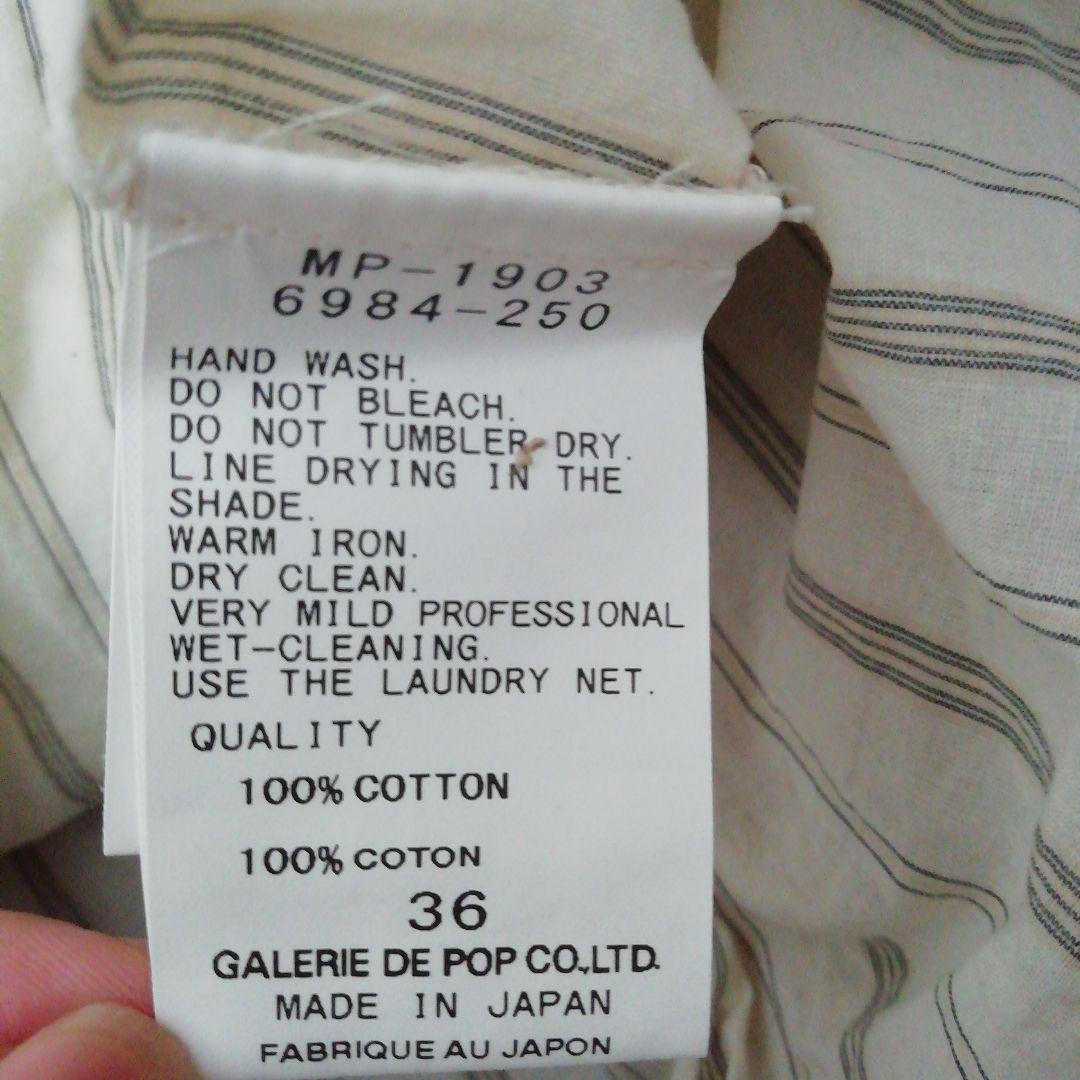 MP-1903
6984-250
HAND WASH.
DO NOT BLEACH.
DO NOT TUMBLER DRY.
LINE DRYING IN THE
SHADE.
WARM IRON.
DRY CLEAN.
VERY MILD PROFESSIONAL
WET-CLEANING.
USE THE LAUNDRY NET.
QUALITY
100% COTTON
100% COTON
36
GALERIE DE POP CO.,LTD.
MADE IN JAPAN
FABRIQUE AU JAPON